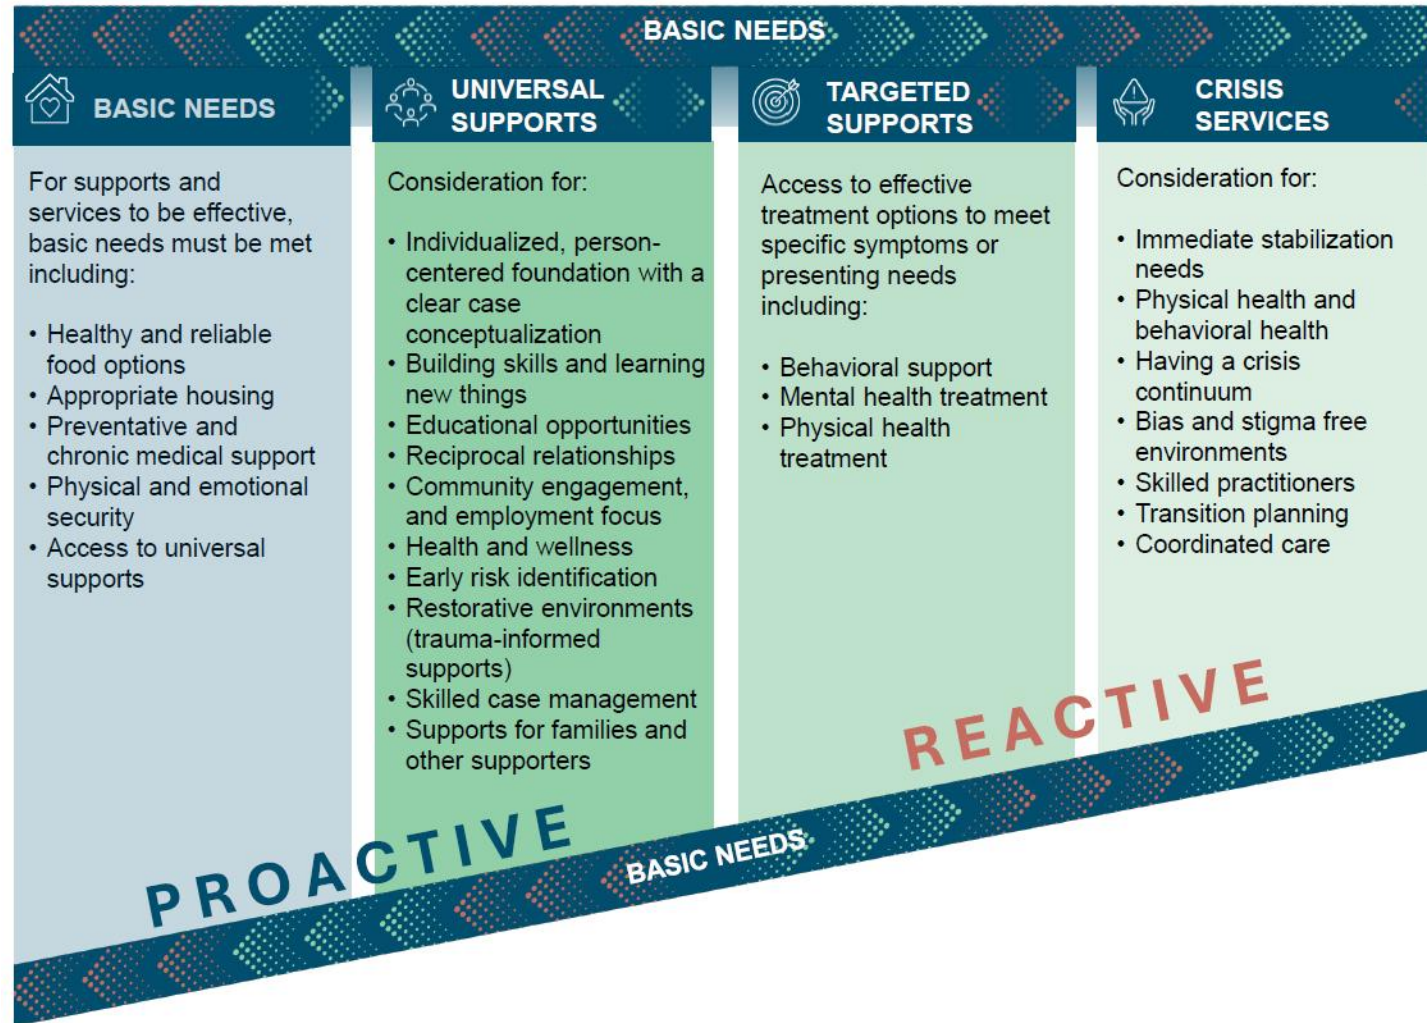 BASIC NEEDS
BASIC NEEDS
For supports and
services to be effective,
basic needs must be met
including:
• Healthy and reliable
food options
• Appropriate housing
• Preventative and
chronic medical support
• Physical and emotional
security
• Access to universal
supports
UNIVERSAL
SUPPORTS
Consideration for:
• Individualized, person-
centered foundation with a
clear case
conceptualization
• Building skills and learning
new things
• Educational opportunities
• Reciprocal relationships
• Community engagement,
and employment focus
• Health and wellness
• Early risk identification
• Restorative environments
(trauma-informed
supports)
• Skilled case management
• Supports for families and
other supporters
TARGETED
SUPPORTS
Access to effective
treatment options to meet
specific symptoms or
presenting needs
including:
• Behavioral support
• Mental health treatment
• Physical health
treatment
CRISIS
SERVICES
Consideration for:
• Immediate stabilization
needs
• Physical health and
behavioral health
• Having a crisis
continuum
• Bias and stigma free
environments
• Skilled practitioners
• Transition planning
• Coordinated care
PROACTIVE
REACTIVE
BASIC NEEDS